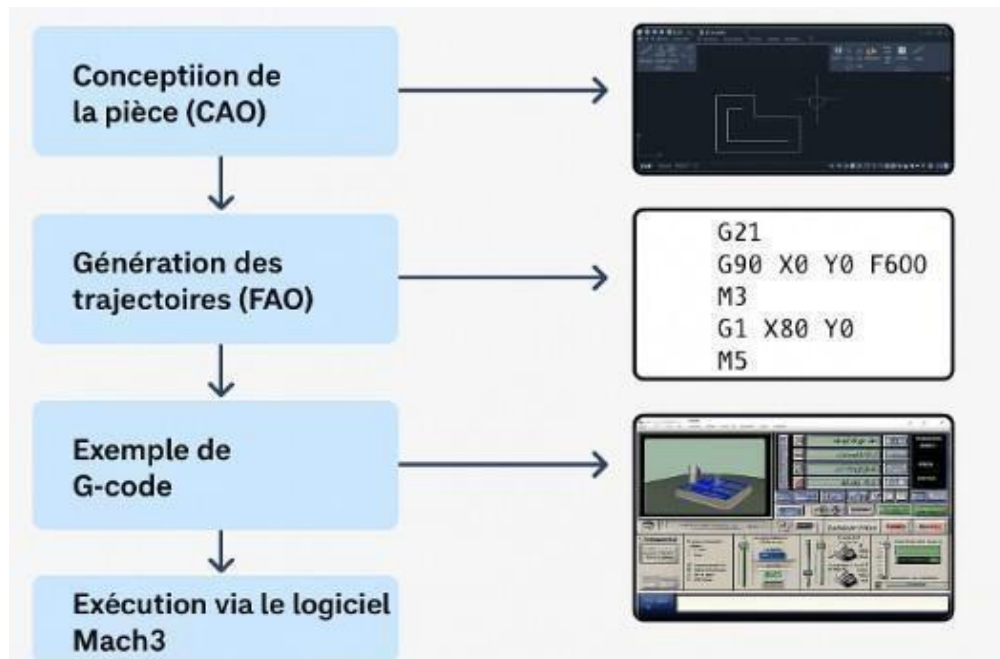 Conceptiion de
la pièce (CAO)
Génération des
trajectoires (FAO)
G21
G90 X0 Y0 F600
M3
G1 X80 Y0
M5
Exemple de
G-code
Exécution via le logiciel
Mach3